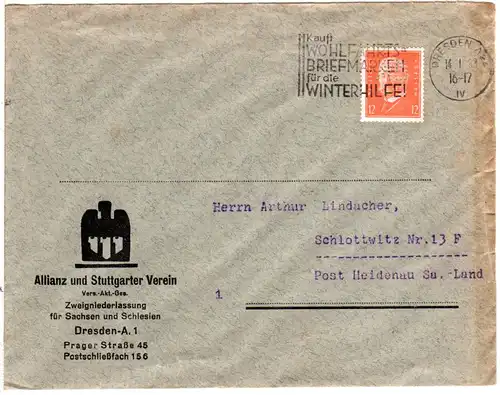 Kauft
WOHLFAHRTS-
BRIEFMARKEN
für die
WINTERHILFE!
DRESDEN
16-17
IV
12 12
Herrn Arthur Lindacher,
Schlottwitz Nr.13 F
Post Heidenau Sa.-Land
1
Allianz und Stuttgarter Verein
Vers.-Akt.-Ges.
Zweigniederlassung
für Sachsen und Schlesien
Dresden-A. 1
Prager Straße 45
Postschließfach 156